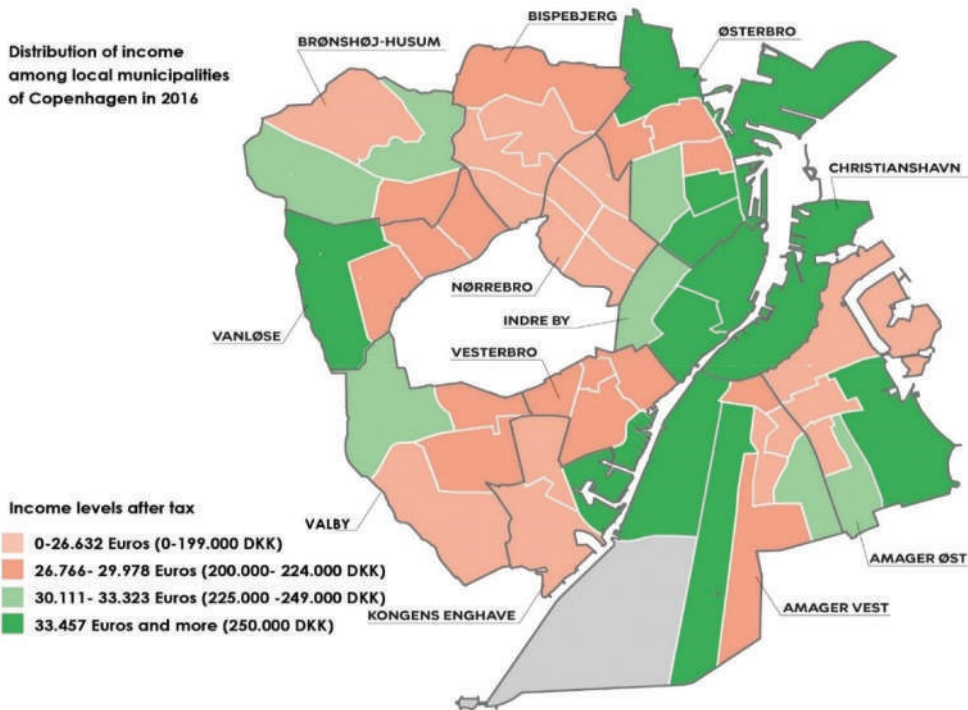 Distribution of income
among local municipalities
of Copenhagen in 2016
BISPEBJERG
BRØNSHØJ-HUSUM
ØSTERBRO
CHRISTIANSHAVN
NØRREBRO
INDRE BY
VANLØSE
VESTERBRO
VALBY
AMAGER ØST
AMAGER VEST
KONGENS ENGHAVE
Income levels after tax
0-26.632 Euros (0-199.000 DKK)
26.766- 29.978 Euros (200.000- 224.000 DKK)
30.111- 33.323 Euros (225.000 -249.000 DKK)
33.457 Euros and more (250.000 DKK)